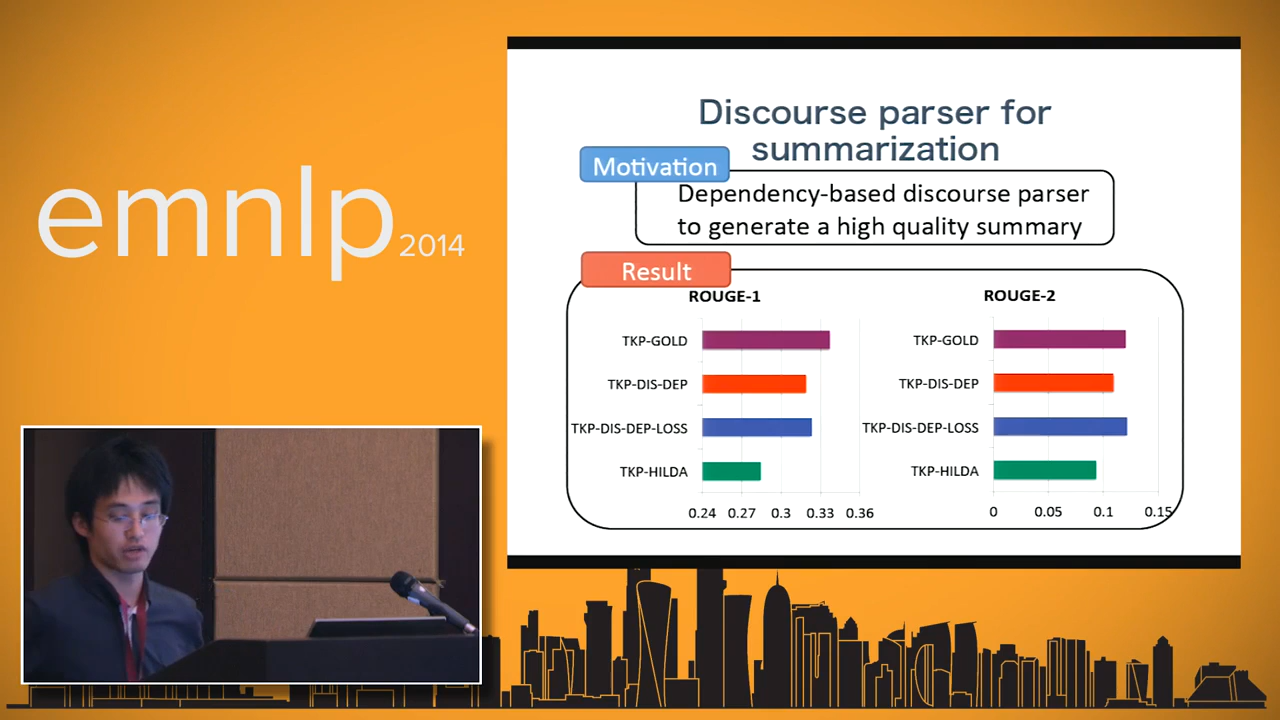 emnlp 2014
Discourse parser for
summarization
Motivation
Dependency-based discourse parser
to generate a high quality summary
Result
ROUGE-1
TKP-GOLD
TKP-DIS-DEP
TKP-DIS-DEP-LOSS
TKP-HILDA
0.24 0.27 0.3 0.33 0.36
ROUGE-2
TKP-GOLD
TKP-DIS-DEP
TKP-DIS-DEP-LOSS
TKP-HILDA
0 0.05 0.1 0.15